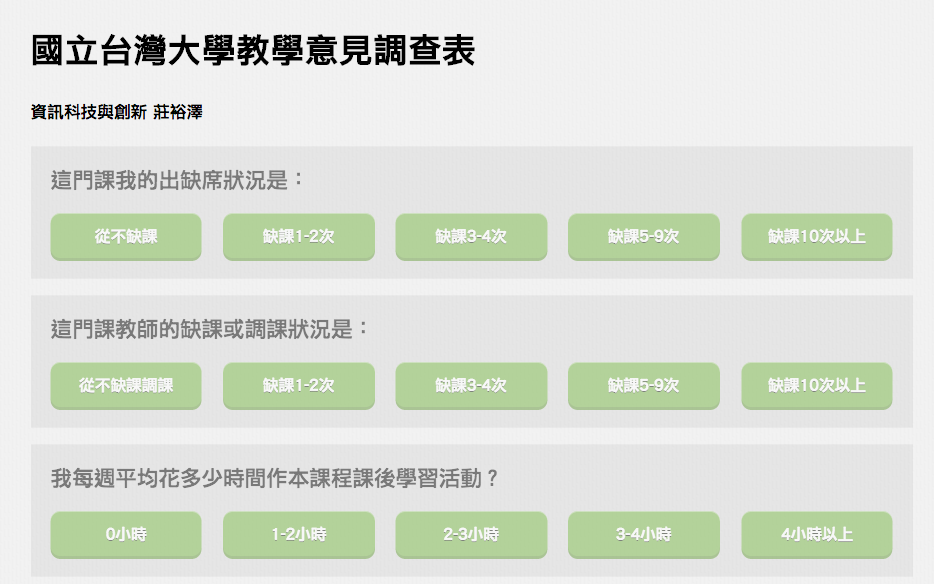 國立台灣大學教學意見調查表
資訊科技與創新 莊裕澤
這門課我的出缺席狀況是：
從不缺課 缺課1-2次 缺課3-4次 缺課5-9次 缺課10次以上
這門課教師的缺課或調課狀況是：
從不缺課調課 缺課1-2次 缺課3-4次 缺課5-9次 缺課10次以上
我每週平均花多少時間作本課程課後學習活動？
0小時 1-2小時 2-3小時 3-4小時 4小時以上